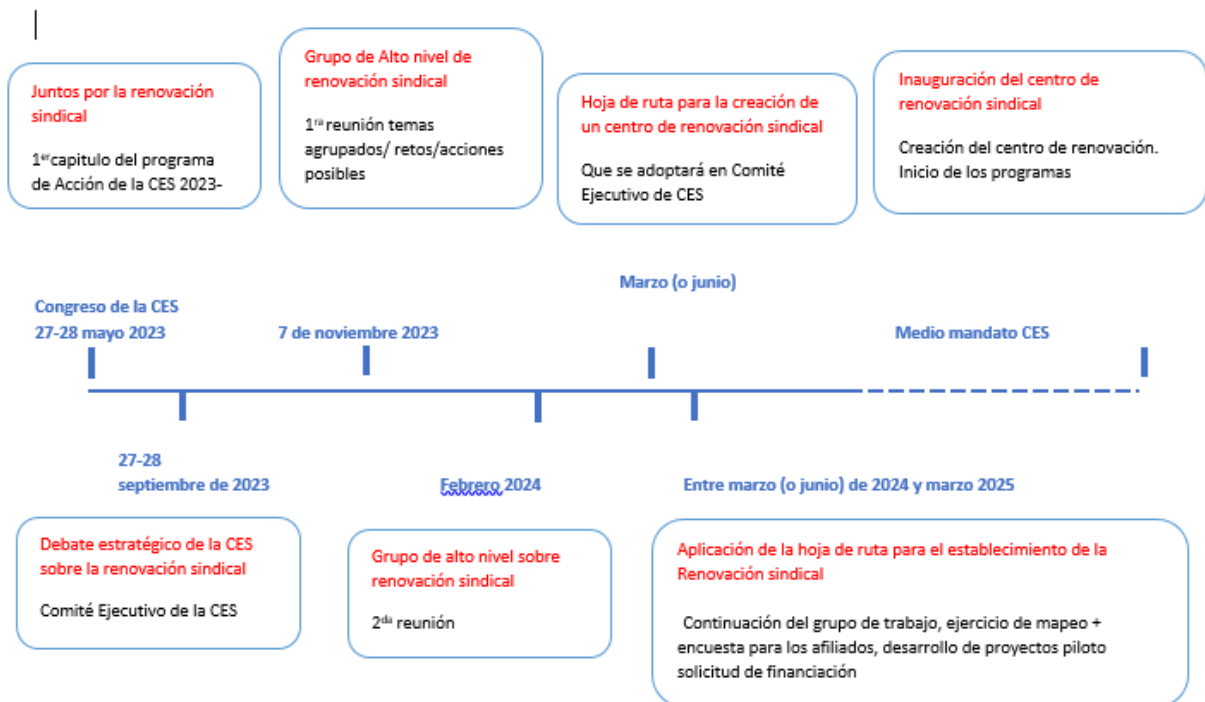 Juntos por la renovación
sindical
1er capitulo del programa
de Acción de la CES 2023-
Grupo de Alto nivel de
renovación sindical
1ra reunión temas
agrupados/ retos/acciones
posibles
Hoja de ruta para la creación de
un centro de renovación sindical
Que se adoptará en Comité
Ejecutivo de CES
Inauguración del centro de
renovación sindical
Creación del centro de renovación.
Inicio de los programas
Congreso de la CES
27-28 mayo 2023
7 de noviembre 2023
Marzo (o junio)
Medio mandato CES
27-28
septiembre de 2023
Febrero 2024
Entre marzo (o junio) de 2024 y marzo 2025
Debate estratégico de la CES
sobre la renovación sindical
Comité Ejecutivo de la CES
Grupo de alto nivel sobre
renovación sindical
2da reunión
Aplicación de la hoja de ruta para el establecimiento de la
Renovación sindical
Continuación del grupo de trabajo, ejercicio de mapeo +
encuesta para los afiliados, desarrollo de proyectos piloto
solicitud de financiación